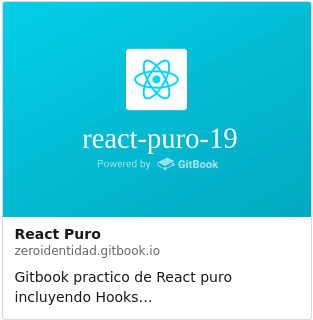 react-puro-19
Powered by GitBook
React Puro
zeroidentidad.gitbook.io
Gitbook practico de React puro
incluyendo Hooks...